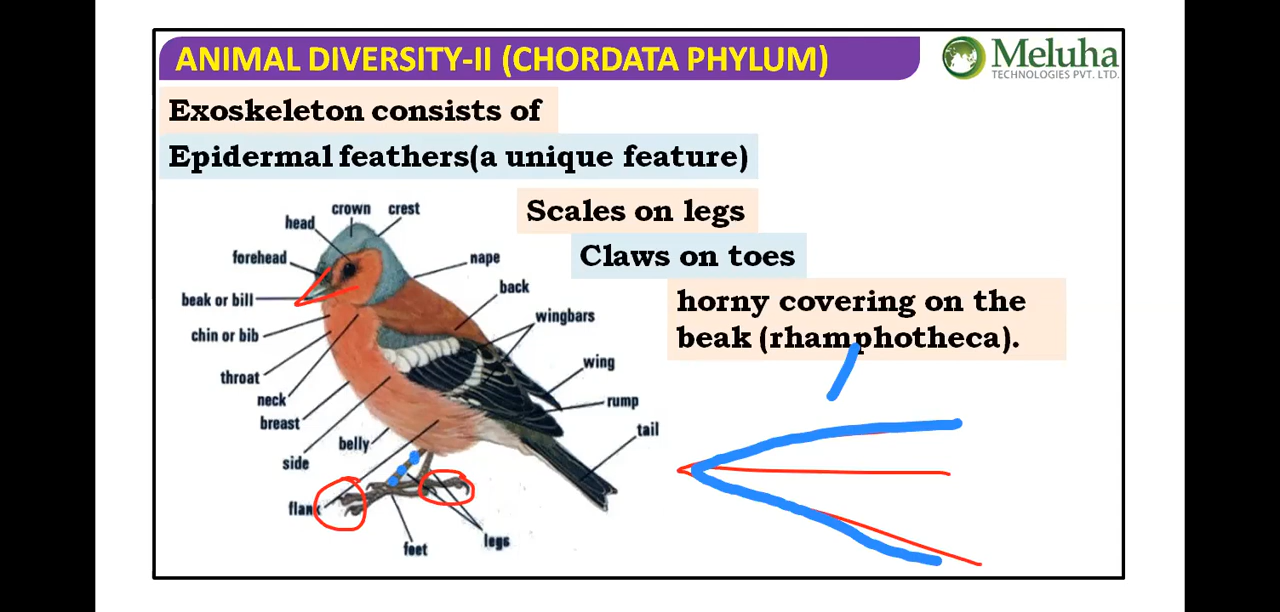 ANIMAL DIVERSITY-II (CHORDATA PHYLUM)
Meluha
TECHNOLOGIES PVT. LTD.
Exoskeleton consists of
Epidermal feathers(a unique feature)
Scales on legs
Claws on toes
horny covering on the
beak (rhamphotheca).
crown
crest
head
forehead
nape
beak or bill
back
chin or bib
wingbars
throat
wing
neck
rump
breast
tail
belly
side
flank
legs
feet